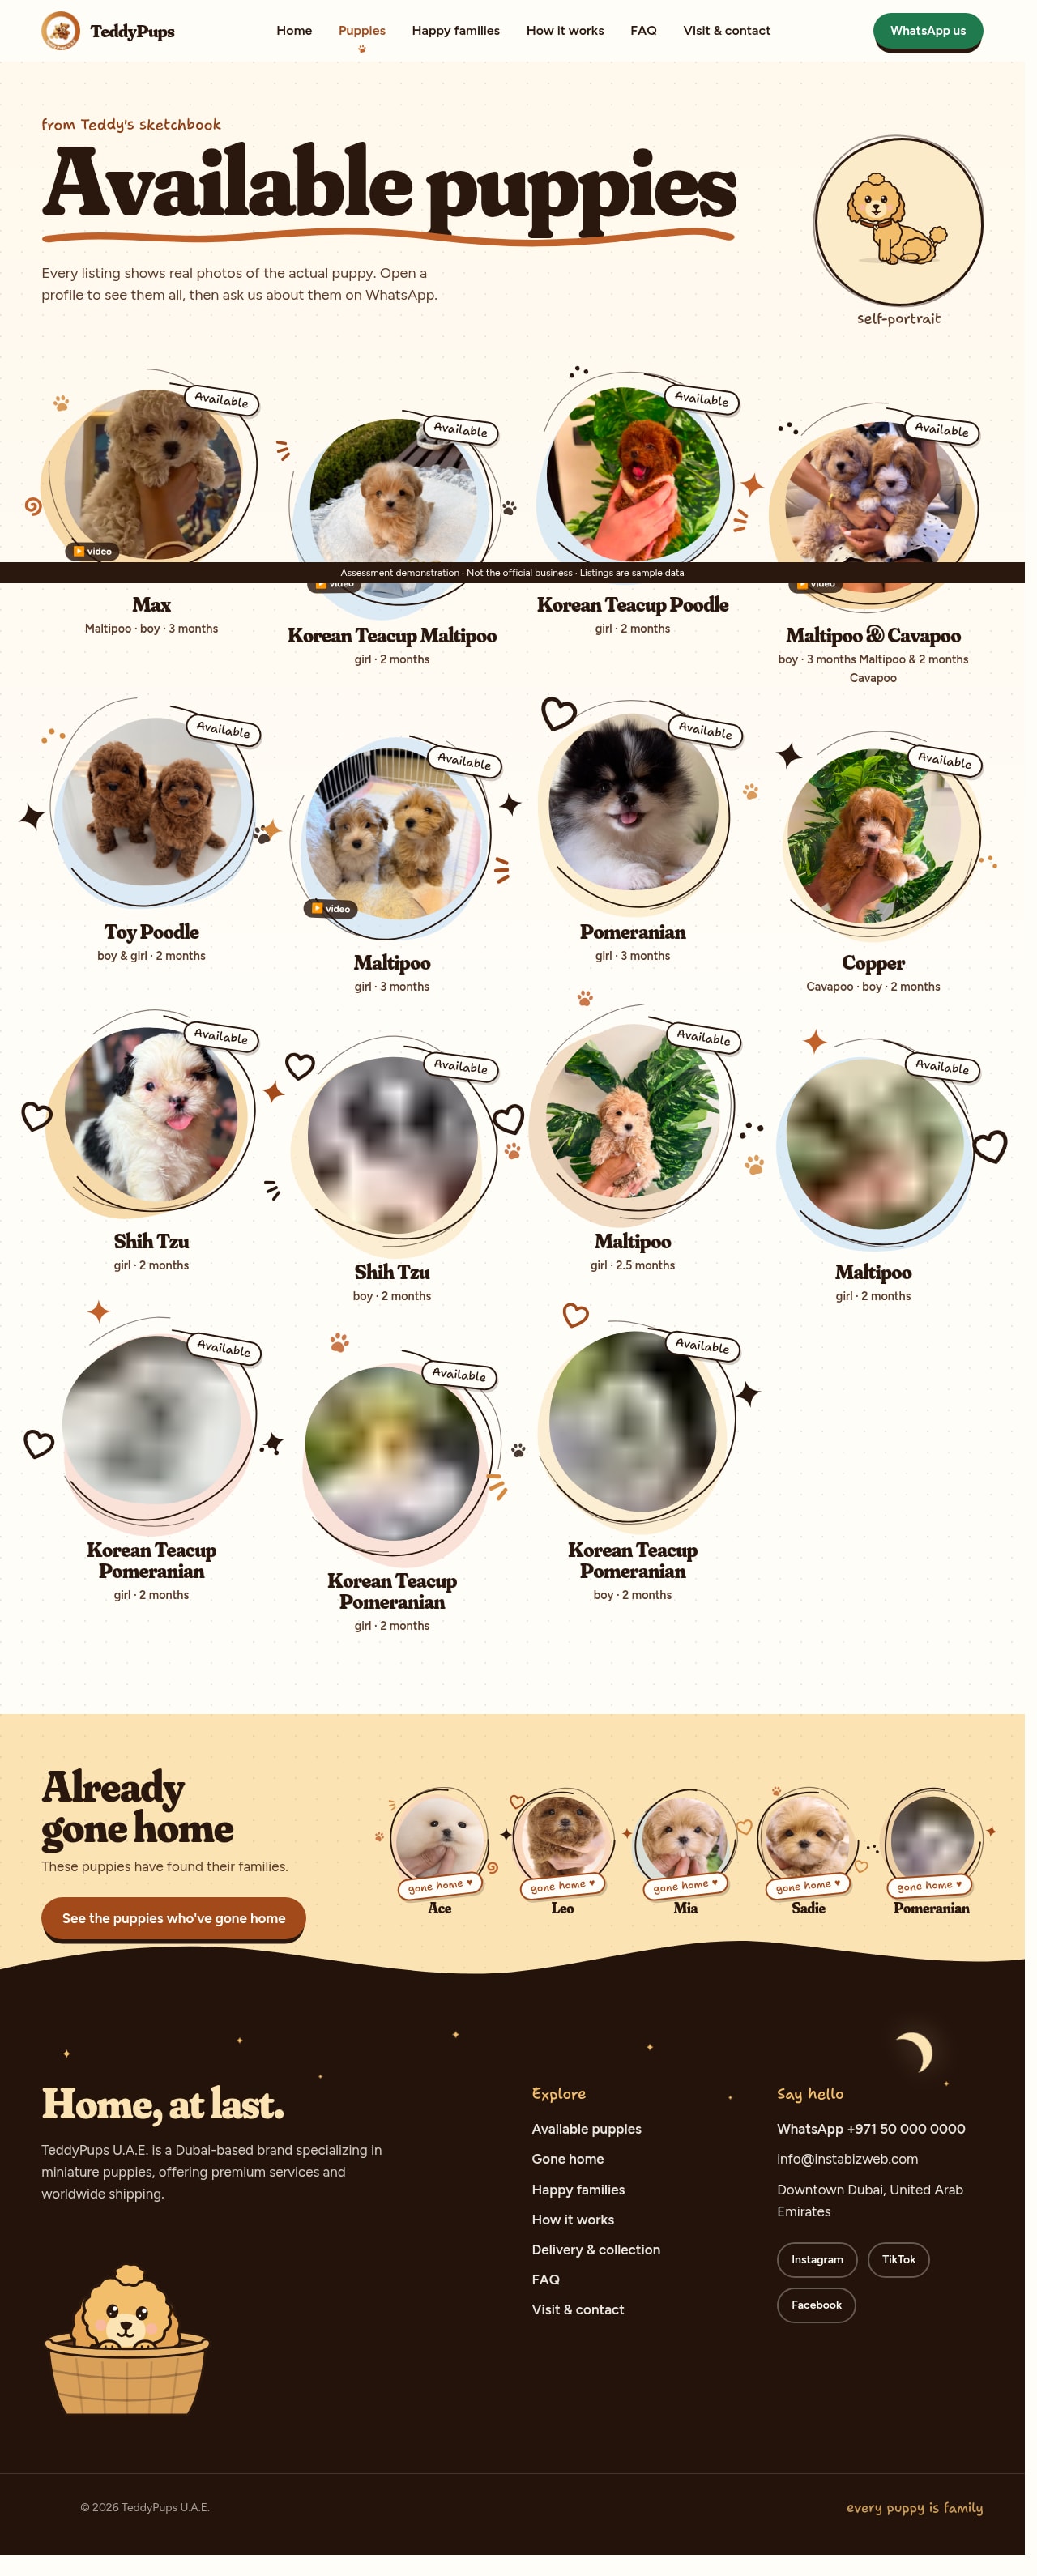 TeddyPups
Home
Puppies
Happy families
How it works
FAQ
Visit & contact
WhatsApp us
from Teddy's sketchbook
Available puppies
Every listing shows real photos of the actual puppy. Open a
profile to see them all, then ask us about them on WhatsApp.
self-portrait
Available
Available
Available
Available
video
video
video
Assessment demonstration · Not the official business · Listings are sample data
Max
Maltipoo · boy · 3 months
Korean Teacup Maltipoo
girl · 2 months
Korean Teacup Poodle
girl · 2 months
Maltipoo & Cavapoo
boy · 3 months Maltipoo & 2 months
Cavapoo
Available
Available
Available
Available
video
Toy Poodle
boy & girl · 2 months
Maltipoo
girl · 3 months
Pomeranian
girl · 3 months
Copper
Cavapoo · boy · 2 months
Available
Available
Available
Available
Shih Tzu
girl · 2 months
Shih Tzu
boy · 2 months
Maltipoo
girl · 2.5 months
Maltipoo
girl · 2 months
Available
Available
Available
Korean Teacup
Pomeranian
girl · 2 months
Korean Teacup
Pomeranian
girl · 2 months
Korean Teacup
Pomeranian
boy · 2 months
Already
gone home
These puppies have found their families.
See the puppies who've gone home
gone home ♥
Ace
gone home ♥
Leo
gone home ♥
Mia
gone home ♥
Sadie
gone home ♥
Pomeranian
Home, at last.
TeddyPups U.A.E. is a Dubai-based brand specializing in
miniature puppies, offering premium services and
worldwide shipping.
Explore
Available puppies
Gone home
Happy families
How it works
Delivery & collection
FAQ
Visit & contact
Say hello
WhatsApp +971 50 000 0000
info@instabizweb.com
Downtown Dubai, United Arab
Emirates
Instagram
TikTok
Facebook
© 2026 TeddyPups U.A.E.
every puppy is family